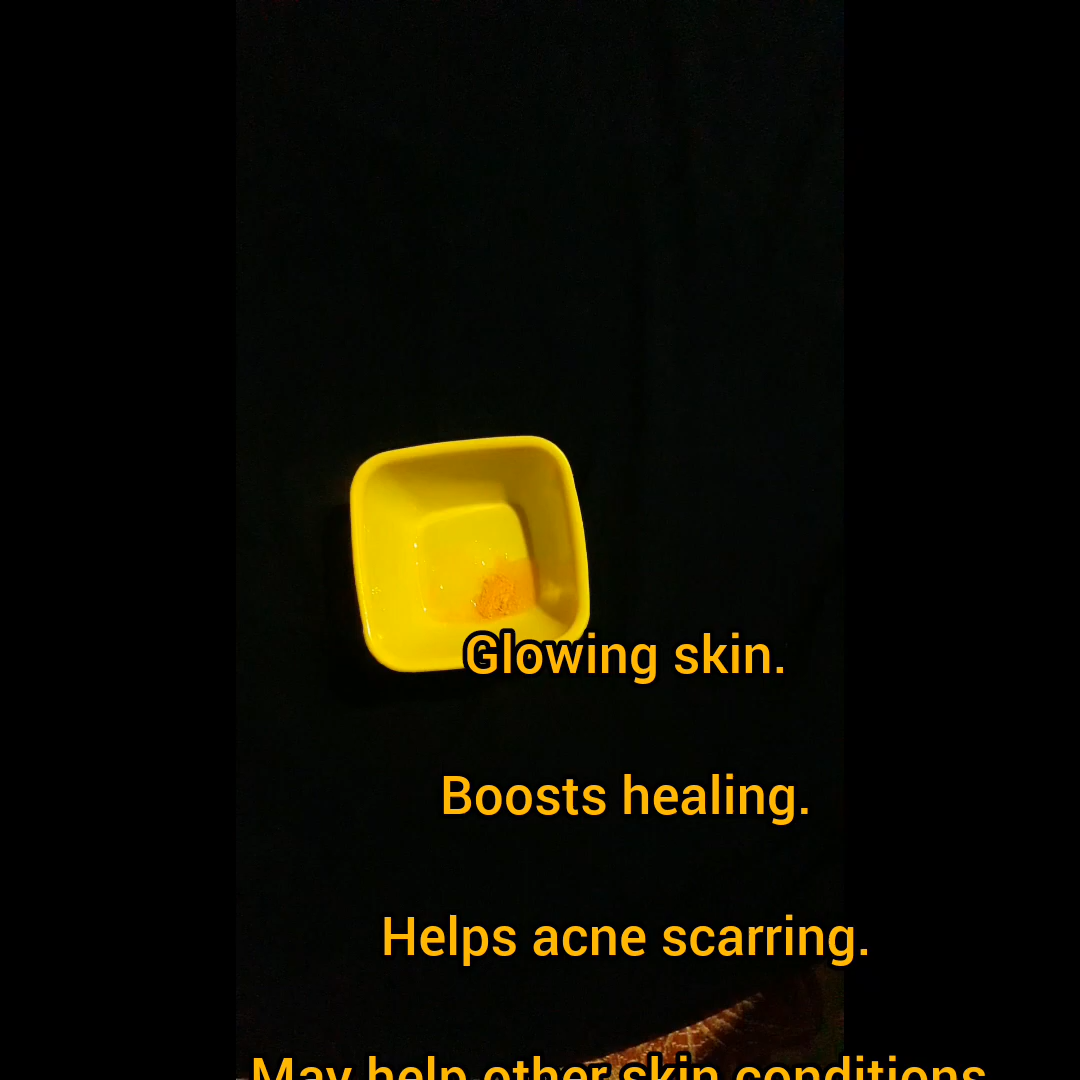 Glowing skin.
Boosts healing.
Helps acne scarring.
May help other skin conditions